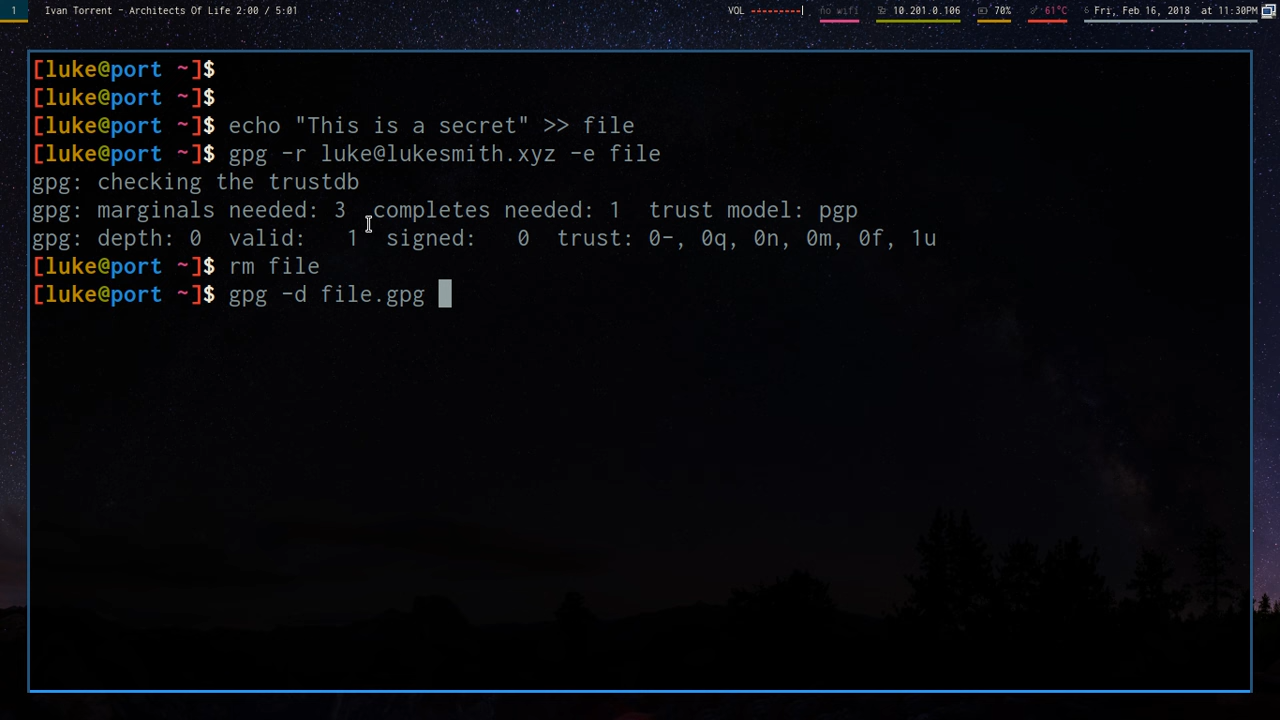 1 Ivan Torrent - Architects Of Life 2:00 / 5:01 VOL ---------| no wifi 10.201.0.106 70% 61°C Fri, Feb 16, 2018 at 11:30PM
[luke@port ~]$
[luke@port ~]$
[luke@port ~]$ echo "This is a secret" >> file
[luke@port ~]$ gpg -r luke@lukesmith.xyz -e file
gpg: checking the trustdb
gpg: marginals needed: 3  completes needed: 1  trust model: pgp
gpg: depth: 0  valid:   1  signed:   0  trust: 0-, 0q, 0n, 0m, 0f, 1u
[luke@port ~]$ rm file
[luke@port ~]$ gpg -d file.gpg